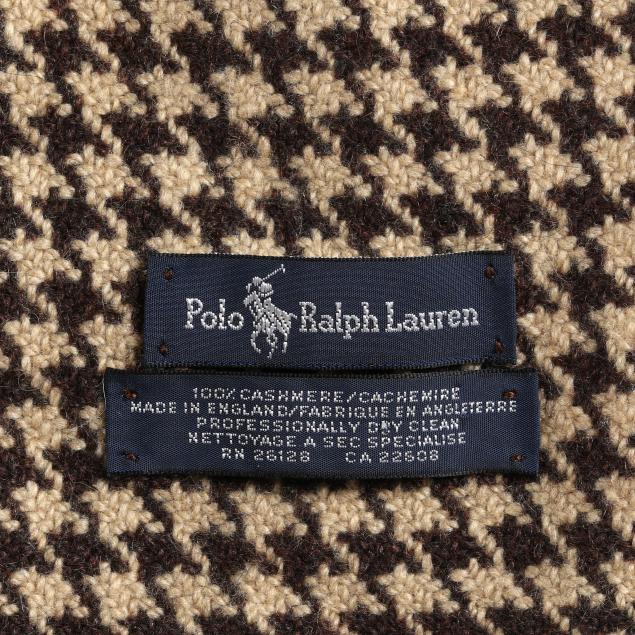 Polo Ralph Lauren
100% CASHMERE/CACHEMIRE
MADE IN ENGLAND/FABRIQUE EN ANGLETERRE
PROFESSIONALLY DRY CLEAN
NETTOYAGE A SEC SPECIALISE
RN 26128 CA 22608